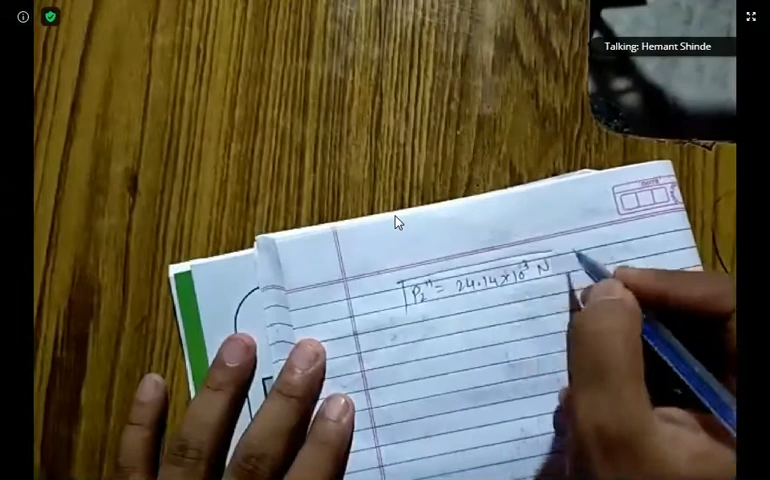 Talking: Hemant Shinde
P₂" = 24.14×10³ N